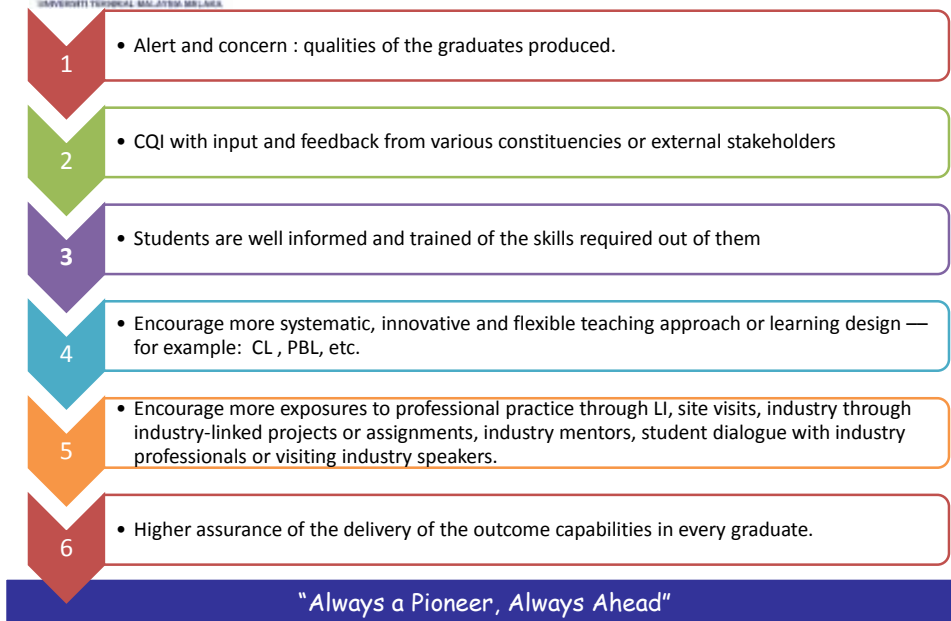 UNIVERSITI TEKNIKAL MALAYSIA MELAKA
1
• Alert and concern : qualities of the graduates produced.
2
• CQI with input and feedback from various constituencies or external stakeholders
3
• Students are well informed and trained of the skills required out of them
4
• Encourage more systematic, innovative and flexible teaching approach or learning design —
for example: CL , PBL, etc.
5
• Encourage more exposures to professional practice through LI, site visits, industry through
industry-linked projects or assignments, industry mentors, student dialogue with industry
professionals or visiting industry speakers.
6
• Higher assurance of the delivery of the outcome capabilities in every graduate.
“Always a Pioneer, Always Ahead”